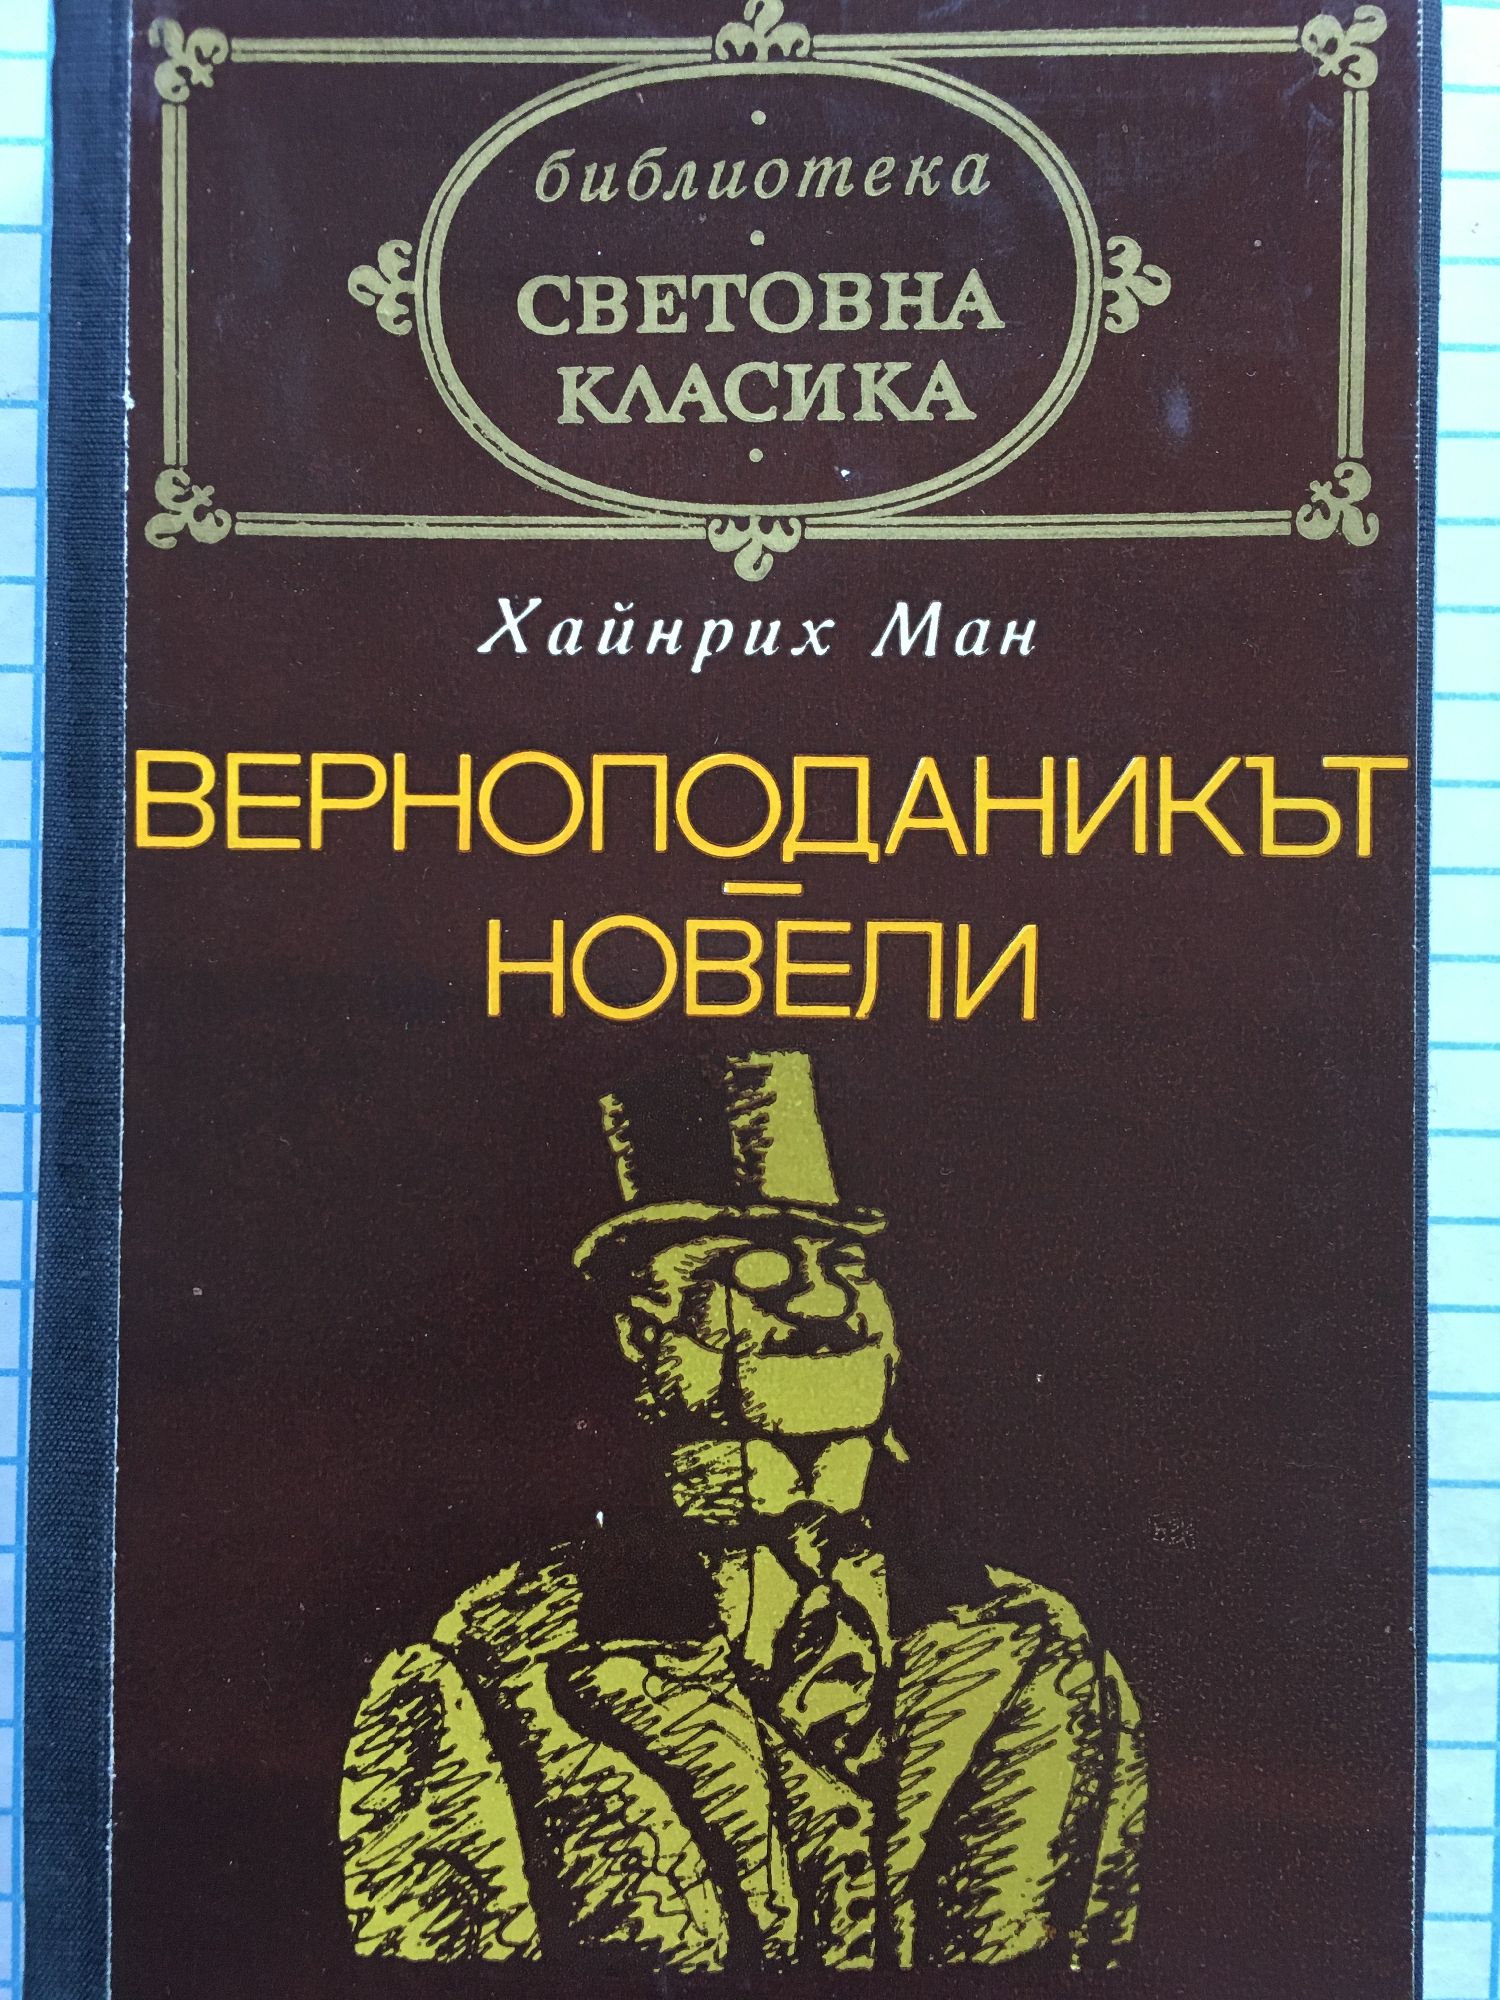 библиотека
СВЕТОВНА
КЛАСИКА
Хайнрих Ман
ВЕРНОПОДАНИКЪТ
–
НОВЕЛИ